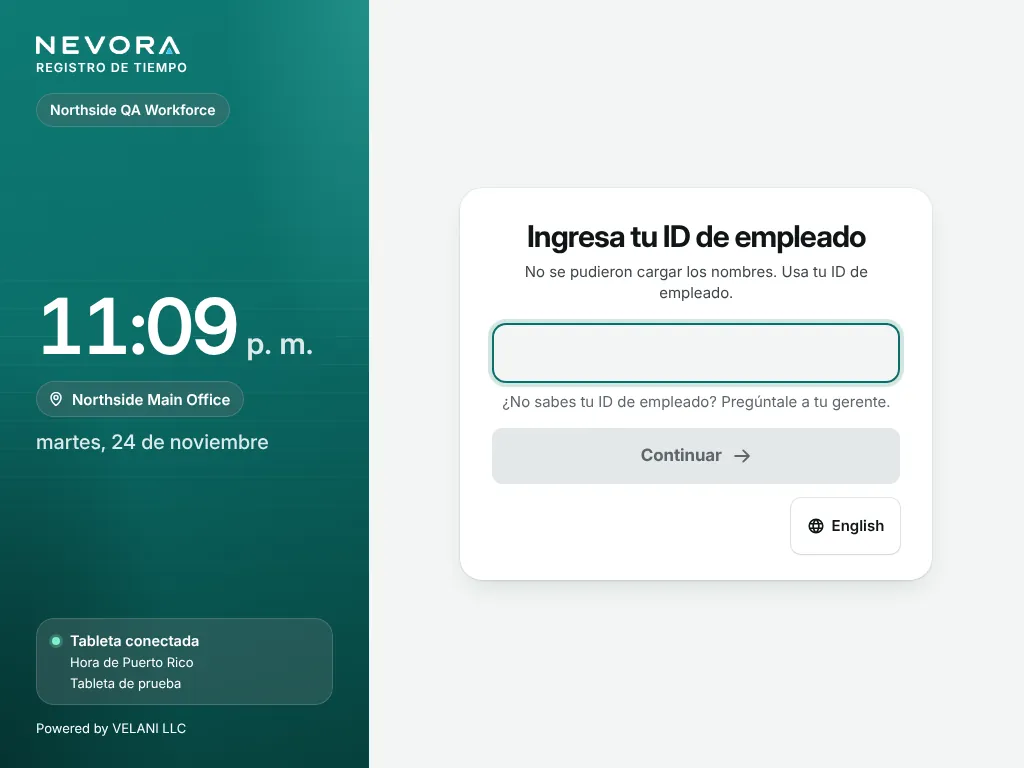 NEVORA
REGISTRO DE TIEMPO
Northside QA Workforce
11:09 p. m.
Northside Main Office
martes, 24 de noviembre
Tableta conectada
Hora de Puerto Rico
Tableta de prueba
Powered by VELANI LLC
Ingresa tu ID de empleado
No se pudieron cargar los nombres. Usa tu ID de
empleado.
¿No sabes tu ID de empleado? Pregúntale a tu gerente.
Continuar →
English